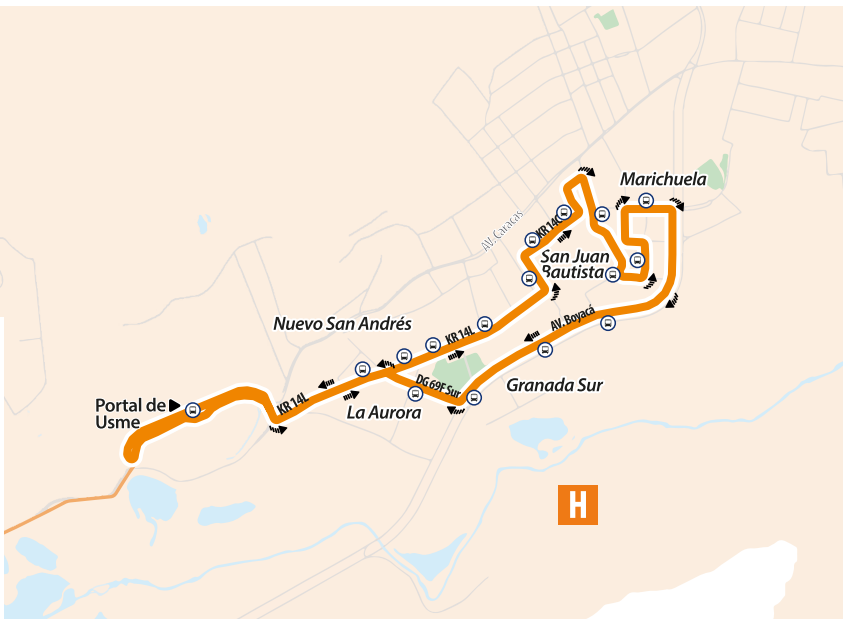 Marichuela
AV. Caracas
KR 14C
San Juan
Bautista
AV. Boyacá
Nuevo San Andrés
KR 14L
DG 69F Sur
Granada Sur
La Aurora
KR 14L
Portal de
Usme
H